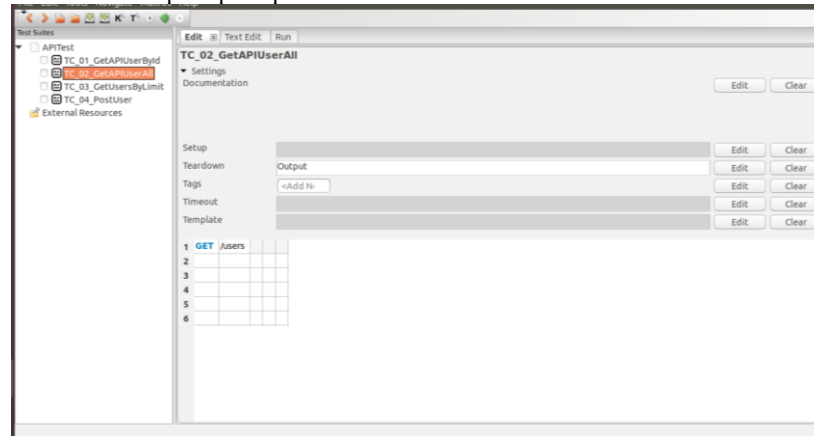 Test Suites
APITest
TC_01_GetAPIUserById
TC_02_GetAPIUserAll
TC_03_GetUsersByLimit
TC_04_PostUser
External Resources
Edit Text Edit Run
TC_02_GetAPIUserAll
Settings
Documentation Edit Clear
Setup Edit Clear
Teardown Output Edit Clear
Tags <Add Ne Edit Clear
Timeout Edit Clear
Template Edit Clear
1 GET /users
2
3
4
5
6